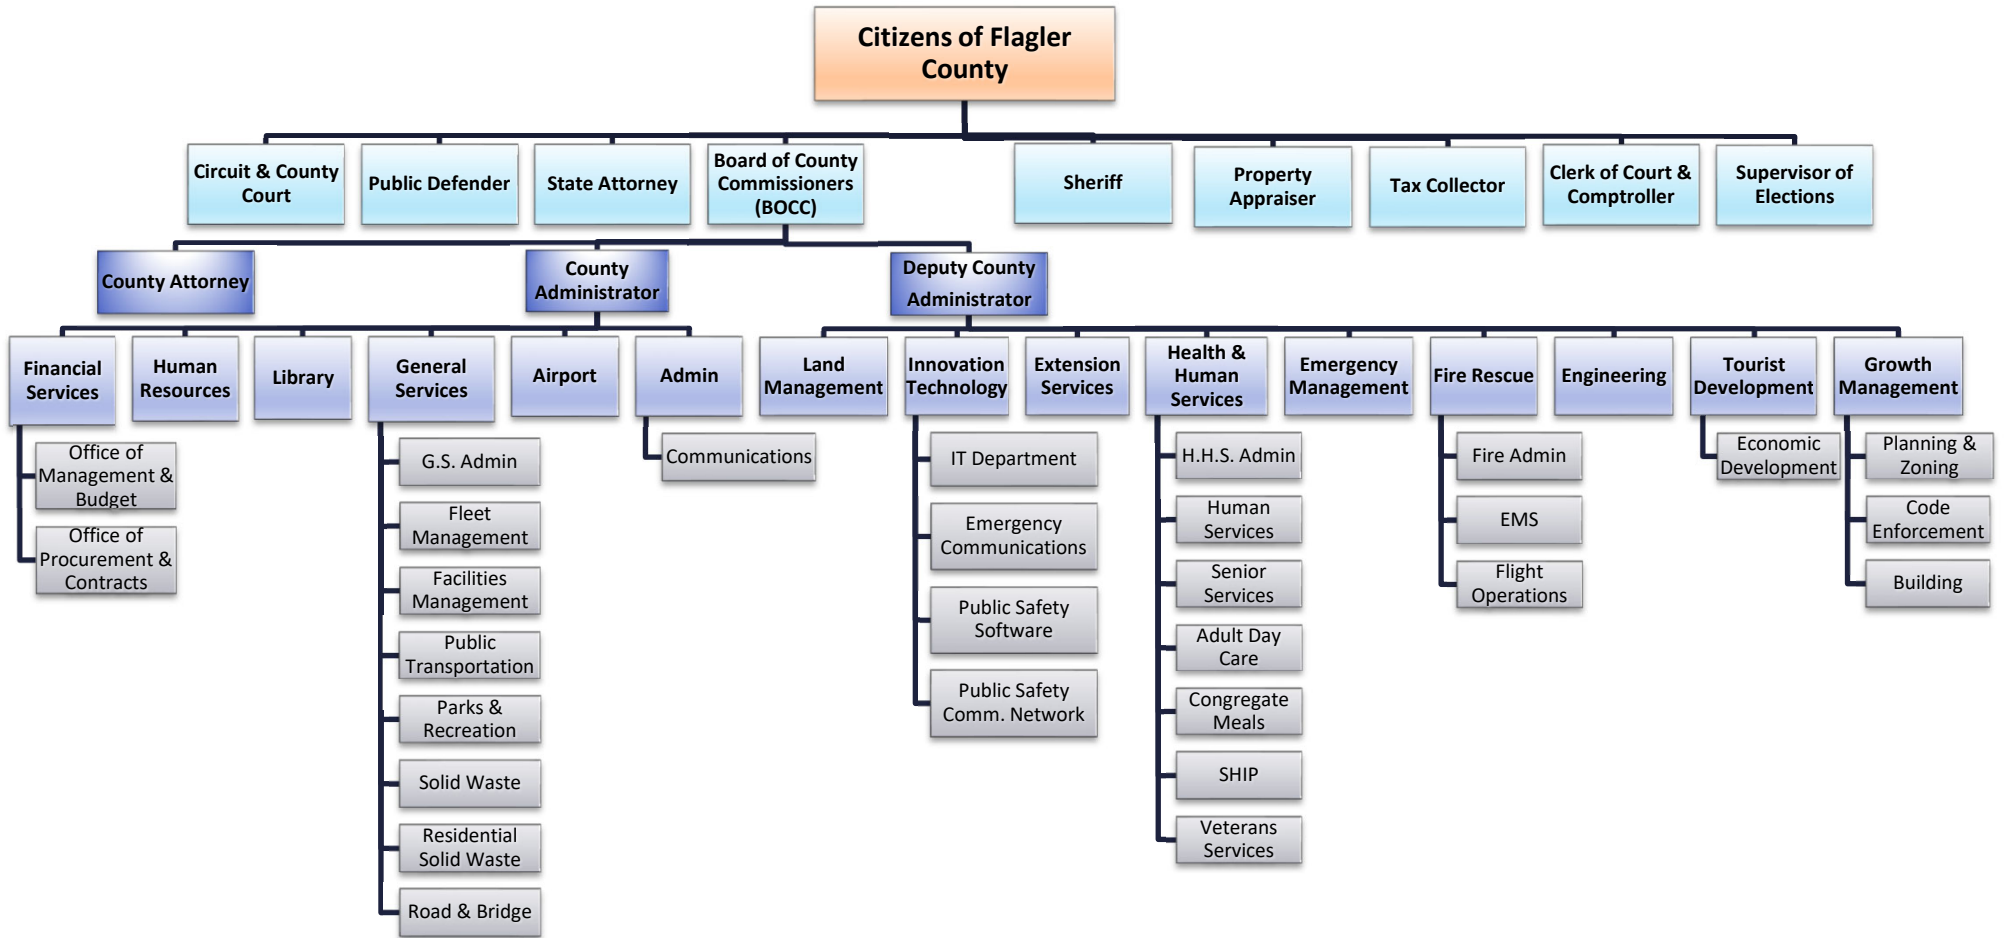 Citizens of Flagler
County
Circuit & County
Court
Public Defender
State Attorney
Board of County
Commissioners
(BOCC)
Sheriff
Property
Appraiser
Tax Collector
Clerk of Court &
Comptroller
Supervisor of
Elections
County Attorney
County
Administrator
Deputy County
Administrator
Financial
Services
Human
Resources
Library
General
Services
Airport
Admin
Land
Management
Innovation
Technology
Extension
Services
Health &
Human
Services
Emergency
Management
Fire Rescue
Engineering
Tourist
Development
Growth
Management
Office of
Management &
Budget
Office of
Procurement &
Contracts
G.S. Admin
Fleet
Management
Facilities
Management
Public
Transportation
Parks &
Recreation
Solid Waste
Residential
Solid Waste
Road & Bridge
Communications
IT Department
Emergency
Communications
Public Safety
Software
Public Safety
Comm. Network
H.H.S. Admin
Human
Services
Senior
Services
Adult Day
Care
Congregate
Meals
SHIP
Veterans
Services
Fire Admin
EMS
Flight
Operations
Economic
Development
Planning &
Zoning
Code
Enforcement
Building